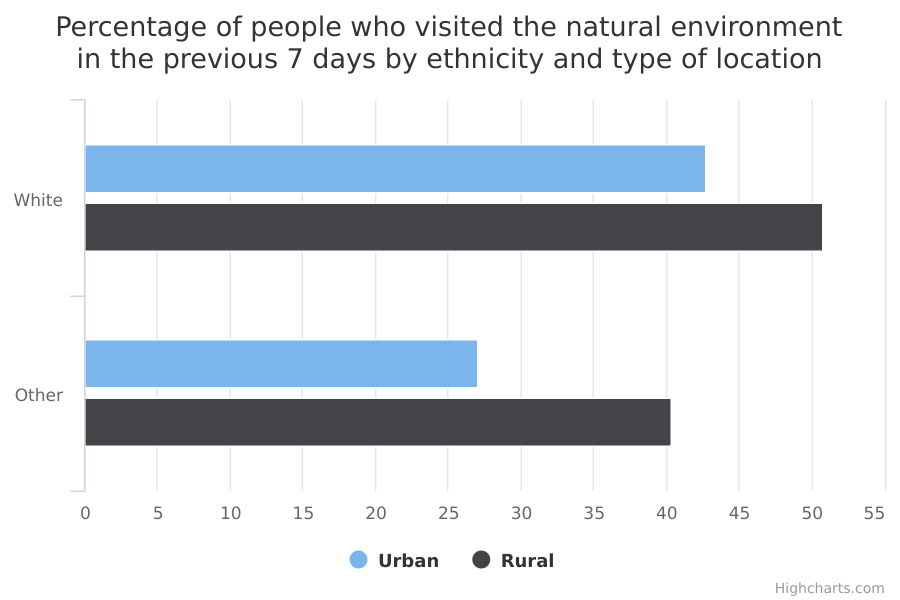 Percentage of people who visited the natural environment
in the previous 7 days by ethnicity and type of location
White
Other
0 5 10 15 20 25 30 35 40 45 50 55
Urban Rural
Highcharts.com